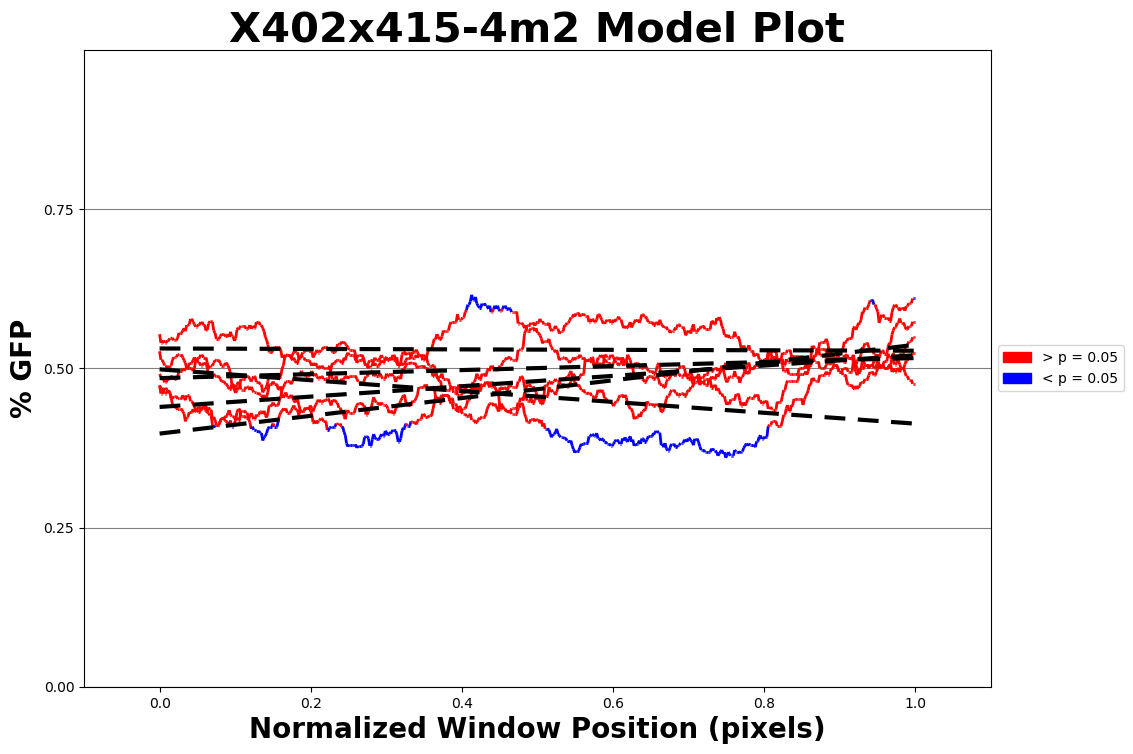 X402x415-4m2 Model Plot
% GFP
0.75
0.50
0.25
0.00
0.0 0.2 0.4 0.6 0.8 1.0
Normalized Window Position (pixels)
> p = 0.05
< p = 0.05